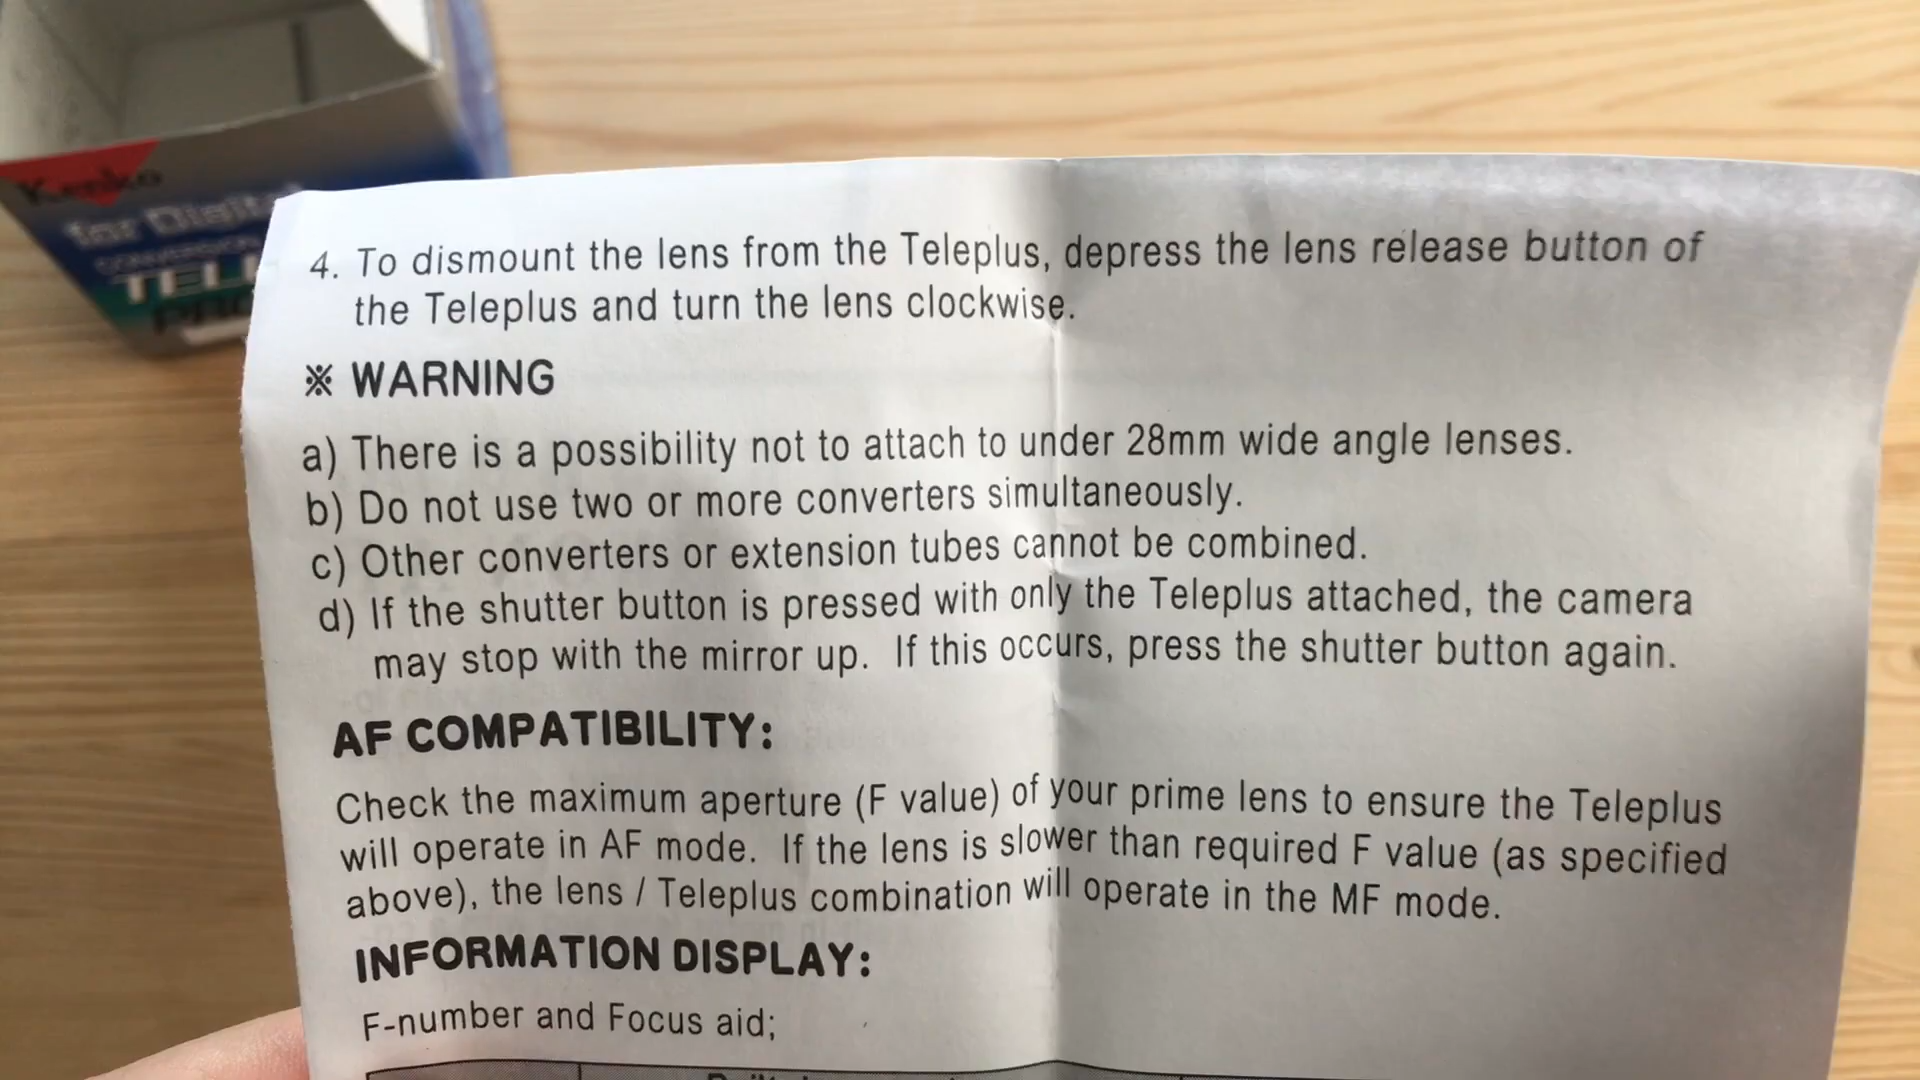 Kenko
for Digital
CONVERSION
TEL
PRO
4. To dismount the lens from the Teleplus, depress the lens release button of
the Teleplus and turn the lens clockwise.
※ WARNING
a) There is a possibility not to attach to under 28mm wide angle lenses.
b) Do not use two or more converters simultaneously.
c) Other converters or extension tubes cannot be combined.
d) If the shutter button is pressed with only the Teleplus attached, the camera
may stop with the mirror up. If this occurs, press the shutter button again.
AF COMPATIBILITY:
Check the maximum aperture (F value) of your prime lens to ensure the Teleplus
will operate in AF mode. If the lens is slower than required F value (as specified
above), the lens / Teleplus combination will operate in the MF mode.
INFORMATION DISPLAY:
F-number and Focus aid;